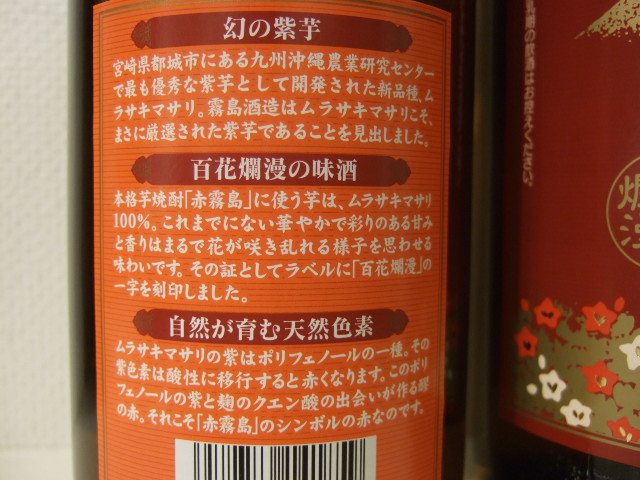 幻の紫芋
宮崎県都城市にある九州沖縄農業研究センター
で最も優秀な紫芋として開発された新品種、ム
ラサキマサリ。霧島酒造はムラサキマサリこそ、
まさに厳選された紫芋であることを見出しました。
百花爛漫の味酒
本格芋焼酎「赤霧島」に使う芋は、ムラサキマサリ
100%。これまでにない華やかで彩りのある甘み
と香りはまるで花が咲き乱れる様子を思わせる
味わいです。その証としてラベルに「百花爛漫」の
一字を刻印しました。
自然が育む天然色素
ムラサキマサリの紫はポリフェノールの一種。その
紫色素は酸性に移行すると赤くなります。このポリ
フェノールの紫と麹のクエン酸の出会いが作る醪
の赤。それこそ「赤霧島」のシンボルの赤なのです。
期の飲酒はお控えください。